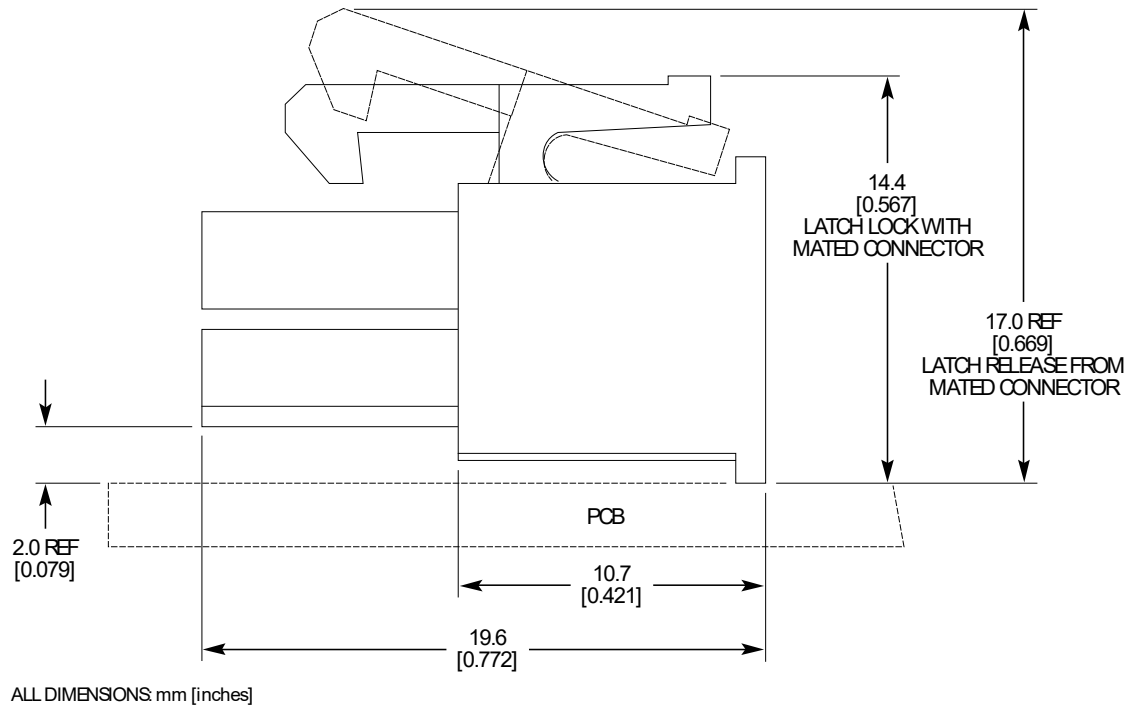 14.4
[0.567]
LATCH LOCK WITH
MATED CONNECTOR
17.0 REF
[0.669]
LATCH RELEASE FROM
MATED CONNECTOR
PCB
2.0 REF
[0.079]
10.7
[0.421]
19.6
[0.772]
ALL DIMENSIONS: mm [inches]